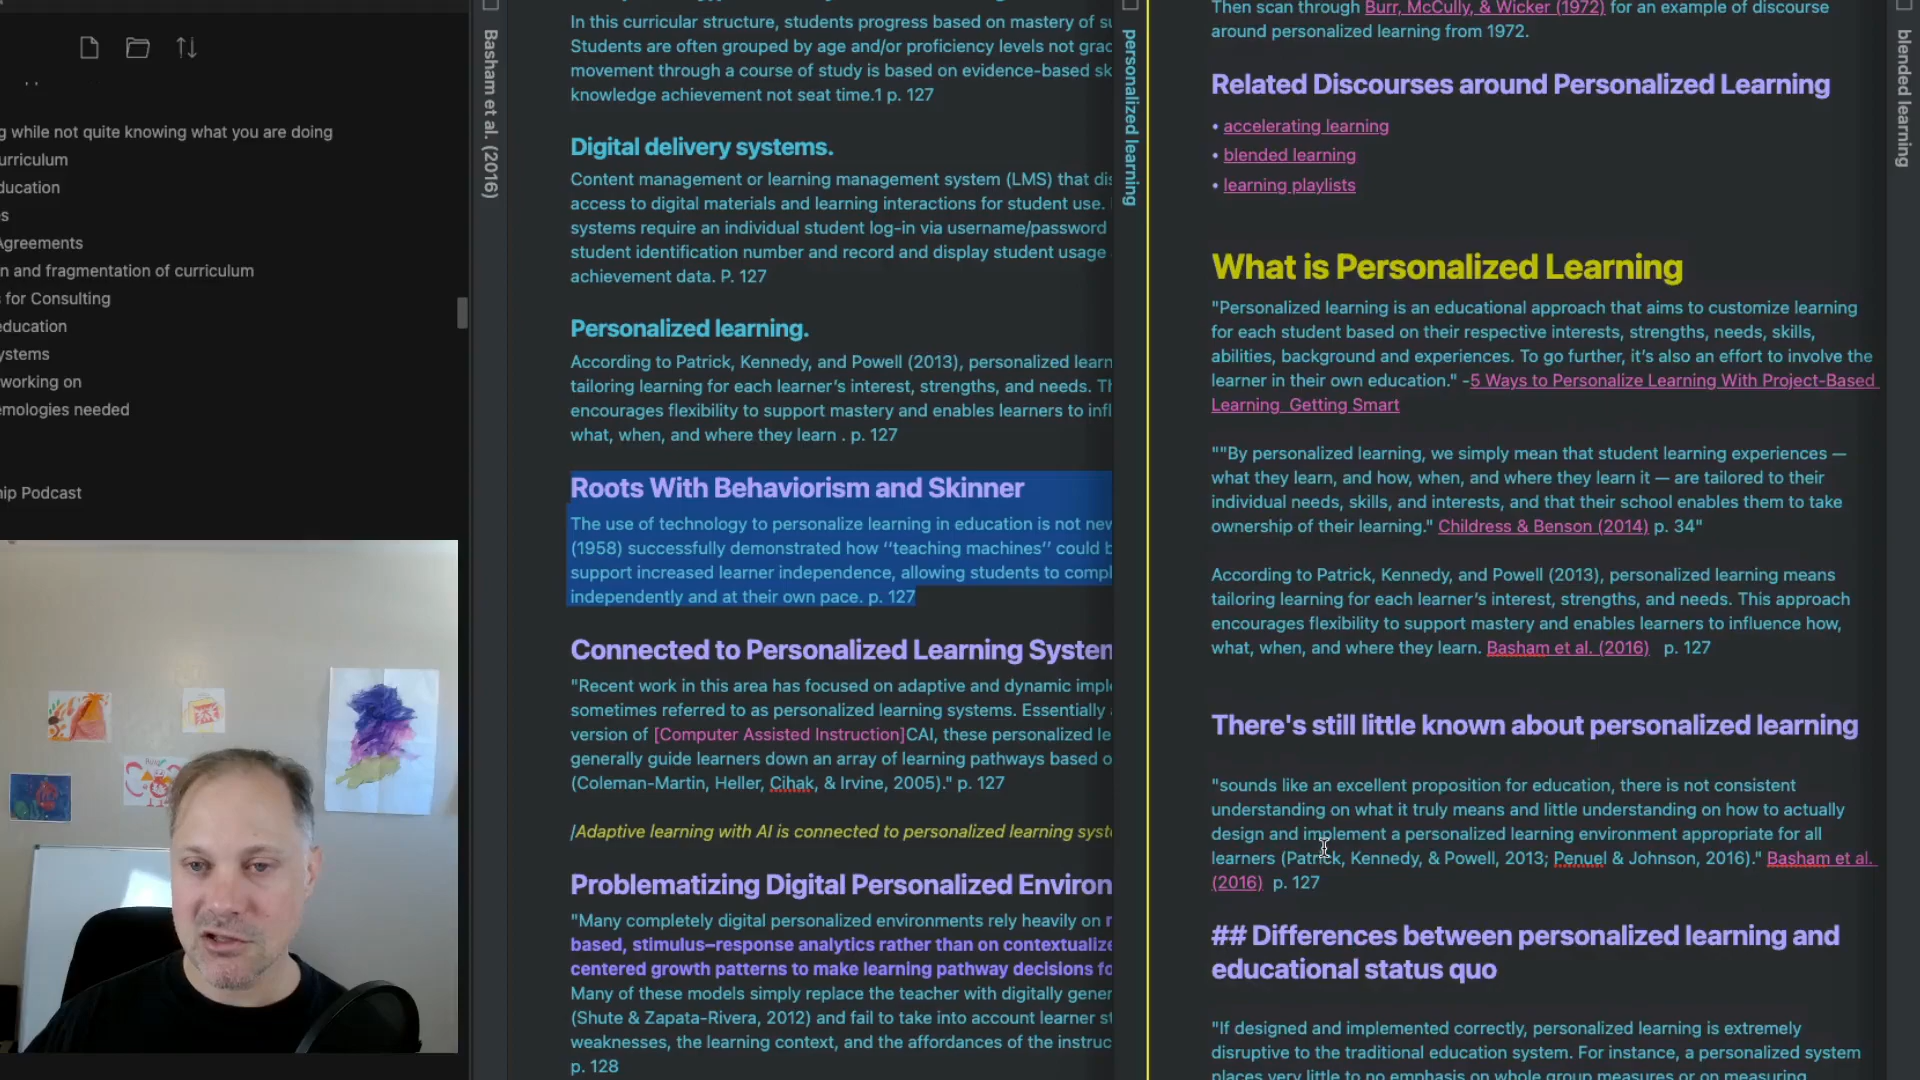 g while not quite knowing what you are doing
urriculum
ducation
s
Agreements
n and fragmentation of curriculum
s for Consulting
education
ystems
working on
emologies needed
ip Podcast
Basham et al. (2016)
In this curricular structure, students progress based on mastery of
Students are often grouped by age and/or proficiency levels not
movement through a course of study is based on evidence-based
knowledge achievement not seat time.1 p. 127
Digital delivery systems.
Content management or learning management system (LMS) that
access to digital materials and learning interactions for student use.
systems require an individual student log-in via username/password
student identification number and record and display student usage
achievement data. P. 127
Personalized learning.
According to Patrick, Kennedy, and Powell (2013), personalized
tailoring learning for each learner’s interest, strengths, and needs.
encourages flexibility to support mastery and enables learners to
what, when, and where they learn . p. 127
Roots With Behaviorism and Skinner
The use of technology to personalize learning in education is not
(1958) successfully demonstrated how ‘‘teaching machines’’ could
support increased learner independence, allowing students to
independently and at their own pace. p. 127
Connected to Personalized Learning
"Recent work in this area has focused on adaptive and dynamic
sometimes referred to as personalized learning systems. Essentially
version of [Computer Assisted Instruction]CAI, these personalized
generally guide learners down an array of learning pathways based
(Coleman-Martin, Heller, Cihak, & Irvine, 2005)." p. 127
/Adaptive learning with AI is connected to personalized learning
Problematizing Digital Personalized
"Many completely digital personalized environments rely heavily on
based, stimulus–response analytics rather than on
centered growth patterns to make learning pathway decisions
Many of these models simply replace the teacher with digitally
(Shute & Zapata-Rivera, 2012) and fail to take into account learner
weaknesses, the learning context, and the affordances of the
p. 128
personalized learning
Then scan through Burr, McCully, & Wicker (1972) for an example of discourse
around personalized learning from 1972.
Related Discourses around Personalized Learning
• accelerating learning
• blended learning
• learning playlists
What is Personalized Learning
"Personalized learning is an educational approach that aims to customize learning
for each student based on their respective interests, strengths, needs, skills,
abilities, background and experiences. To go further, it’s also an effort to involve the
learner in their own education." -5 Ways to Personalize Learning With Project-Based
Learning Getting Smart
""By personalized learning, we simply mean that student learning experiences —
what they learn, and how, when, and where they learn it — are tailored to their
individual needs, skills, and interests, and that their school enables them to take
ownership of their learning." Childress & Benson (2014) p. 34"
According to Patrick, Kennedy, and Powell (2013), personalized learning means
tailoring learning for each learner’s interest, strengths, and needs. This approach
encourages flexibility to support mastery and enables learners to influence how,
what, when, and where they learn. Basham et al. (2016) p. 127
There's still little known about personalized learning
"sounds like an excellent proposition for education, there is not consistent
understanding on what it truly means and little understanding on how to actually
design and implement a personalized learning environment appropriate for all
learners (Patrick, Kennedy, & Powell, 2013; Penuel & Johnson, 2016)." Basham et al.
(2016) p. 127
## Differences between personalized learning and
educational status quo
"If designed and implemented correctly, personalized learning is extremely
disruptive to the traditional education system. For instance, a personalized system
places very little to no emphasis on whole group measures or on measuring
blended learning